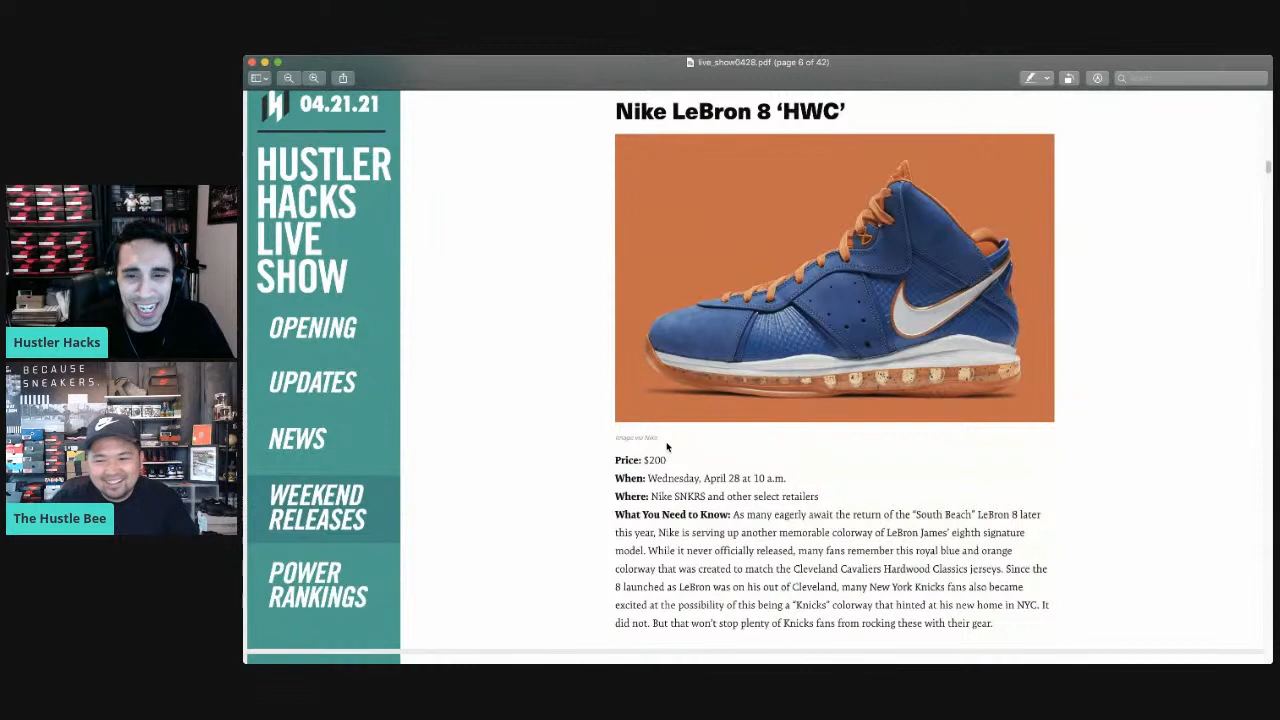 live_show0428.pdf (page 6 of 42)
Search
04.21.21
HUSTLER
HACKS
LIVE
SHOW
OPENING
UPDATES
NEWS
WEEKEND
RELEASES
POWER
RANKINGS
Nike LeBron 8 ‘HWC’
Image via Nike
Price: $200
When: Wednesday, April 28 at 10 a.m.
Where: Nike SNKRS and other select retailers
What You Need to Know: As many eagerly await the return of the “South Beach” LeBron 8 later
this year, Nike is serving up another memorable colorway of LeBron James’ eighth signature
model. While it never officially released, many fans remember this royal blue and orange
colorway that was created to match the Cleveland Cavaliers Hardwood Classics jerseys. Since the
8 launched as LeBron was on his out of Cleveland, many New York Knicks fans also became
excited at the possibility of this being a “Knicks” colorway that hinted at his new home in NYC. It
did not. But that won’t stop plenty of Knicks fans from rocking these with their gear.
Hustler Hacks
BECAUSE
SNEAKERS.
The Hustle Bee